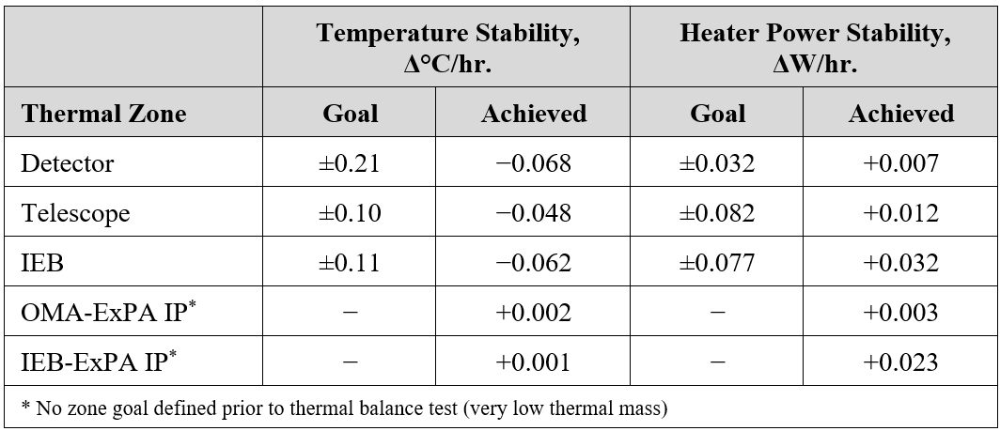 Temperature Stability, Δ°C/hr. Heater Power Stability, ΔW/hr.
Thermal Zone Goal Achieved Goal Achieved
Detector ±0.21 −0.068 ±0.032 +0.007
Telescope ±0.10 −0.048 ±0.082 +0.012
IEB ±0.11 −0.062 ±0.077 +0.032
OMA-ExPA IP* − +0.002 − +0.003
IEB-ExPA IP* − +0.001 − +0.023
* No zone goal defined prior to thermal balance test (very low thermal mass)